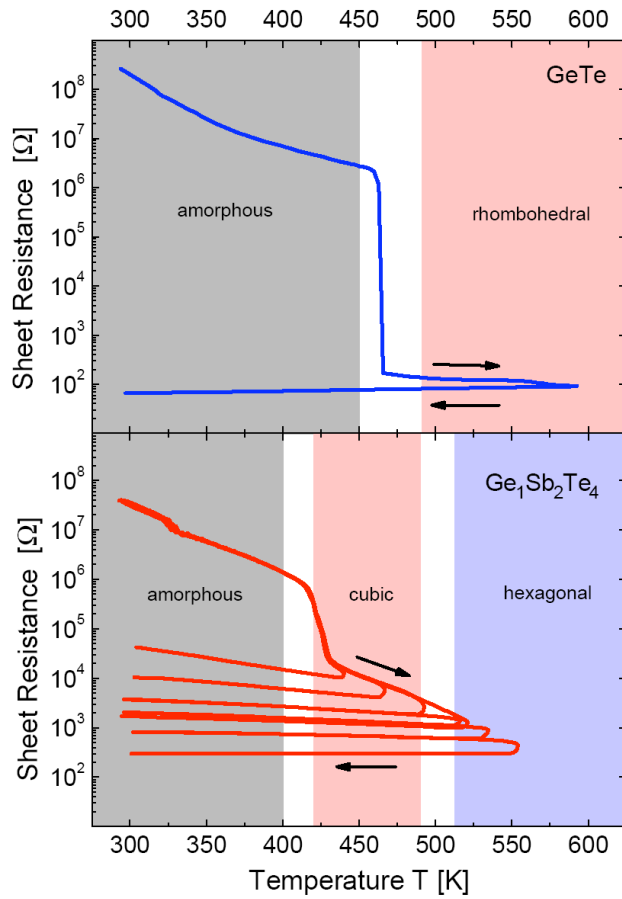 300 350 400 450 500 550 600
GeTe
10^8
10^7
10^6
10^5
10^4
10^3
10^2
Sheet Resistance [Ω]
amorphous
rhombohedral
Ge₁Sb₂Te₄
10^8
10^7
10^6
10^5
10^4
10^3
10^2
Sheet Resistance [Ω]
amorphous
cubic
hexagonal
300 350 400 450 500 550 600
Temperature T [K]